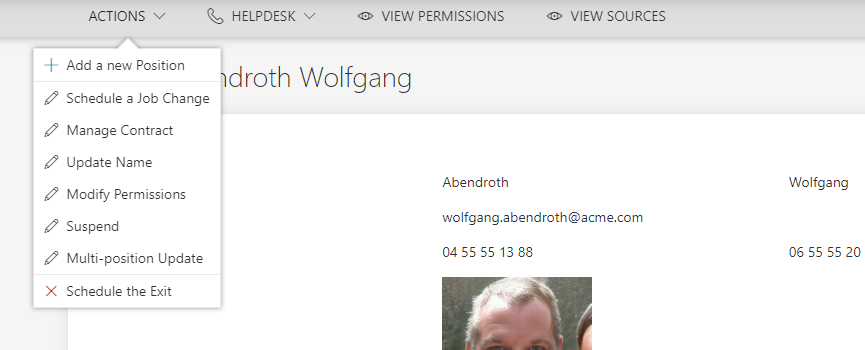 ACTIONS HELPDESK VIEW PERMISSIONS VIEW SOURCES
Add a new Position
ndroth Wolfgang
Schedule a Job Change
Manage Contract
Update Name
Modify Permissions
Suspend
Multi-position Update
Schedule the Exit
Abendroth Wolfgang
wolfgang.abendroth@acme.com
04 55 55 13 88 06 55 55 20